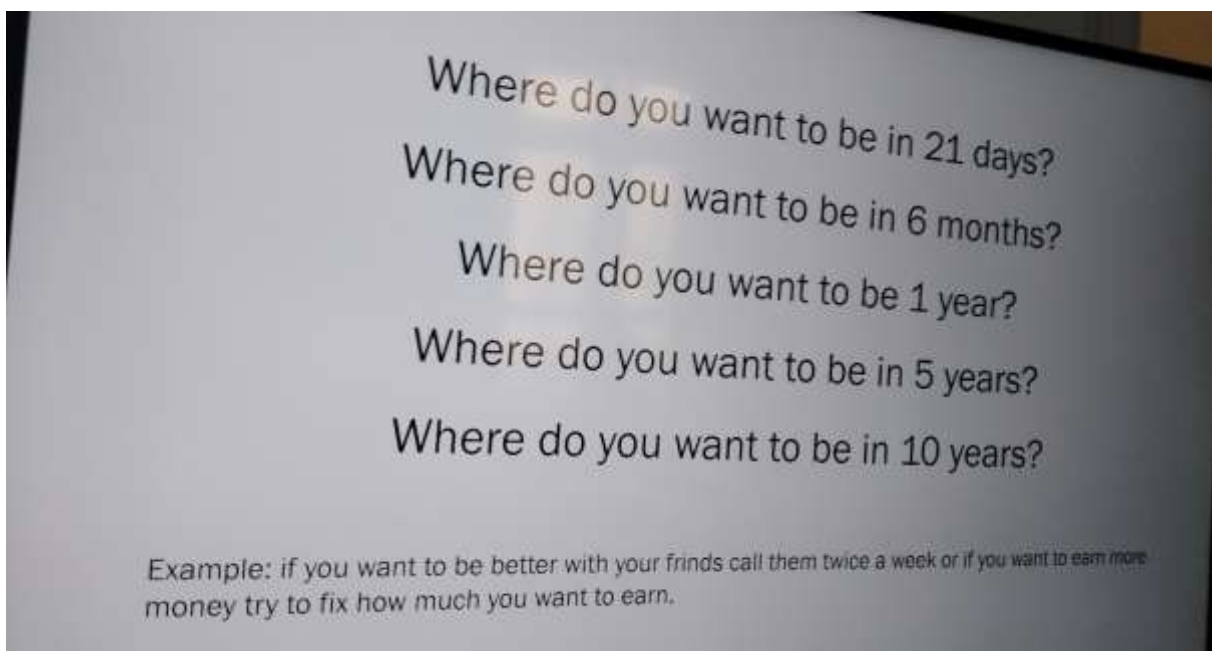 Where do you want to be in 21 days?
Where do you want to be in 6 months?
Where do you want to be 1 year?
Where do you want to be in 5 years?
Where do you want to be in 10 years?
Example: if you want to be better with your frinds call them twice a week or if you want to earn more
money try to fix how much you want to earn.